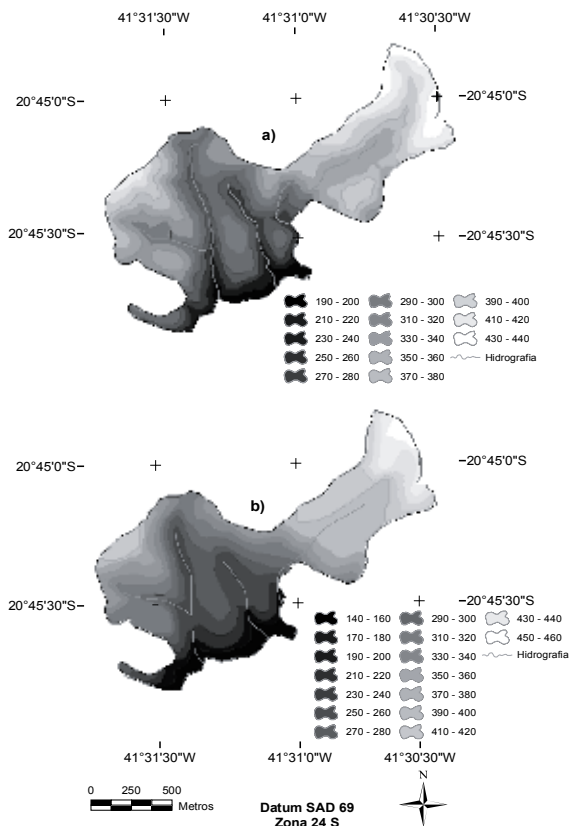 41°31'30"W 41°31'0W 41°30'30"W
20°45'0"S 20°45'0"S
a)
20°45'30"S 20°45'30"S
190 - 200 290 - 300 390 - 400
210 - 220 310 - 320 410 - 420
230 - 240 330 - 340 430 - 440
250 - 260 350 - 360 Hidrografia
270 - 280 370 - 380
20°45'0"S 20°45'0"S
b)
20°45'30"S 20°45'30"S
140 - 160 290 - 300 430 - 440
170 - 180 310 - 320 450 - 460
190 - 200 330 - 340 Hidrografia
210 - 220 350 - 360
230 - 240 370 - 380
250 - 260 390 - 400
270 - 280 410 - 420
41°31'30"W 41°31'0W 41°30'30"W
N
0 250 500
Metros
Datum SAD 69
Zona 24 S